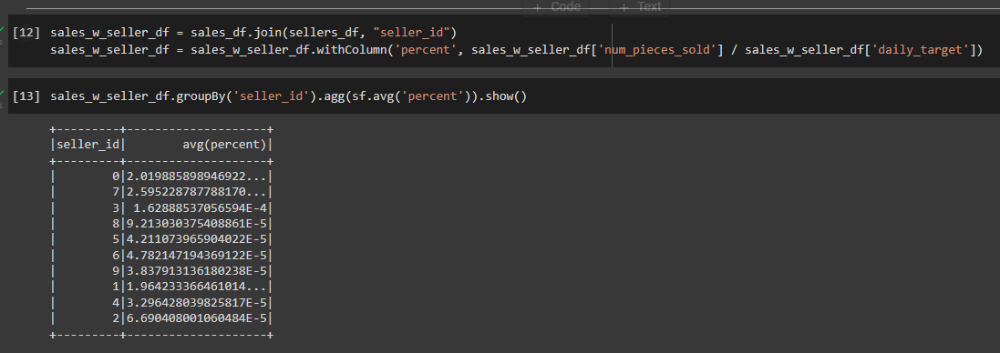 + Code + Text
[12] sales_w_seller_df = sales_df.join(sellers_df, "seller_id")
sales_w_seller_df = sales_w_seller_df.withColumn('percent', sales_w_seller_df['num_pieces_sold'] / sales_w_seller_df['daily_target'])
[13] sales_w_seller_df.groupBy('seller_id').agg(sf.avg('percent')).show()
+---------+--------------------+
|seller_id|        avg(percent)|
+---------+--------------------+
|        0|2.019885898946922...|
|        7|2.595228787788170...|
|        3| 1.62888537056594E-4|
|        8|9.213030375408861E-5|
|        5|4.211073965904022E-5|
|        6|4.782147194369122E-5|
|        9|3.837913136180238E-5|
|        1|1.964233366461014...|
|        4|3.296428039825817E-5|
|        2|6.690408001060484E-5|
+---------+--------------------+